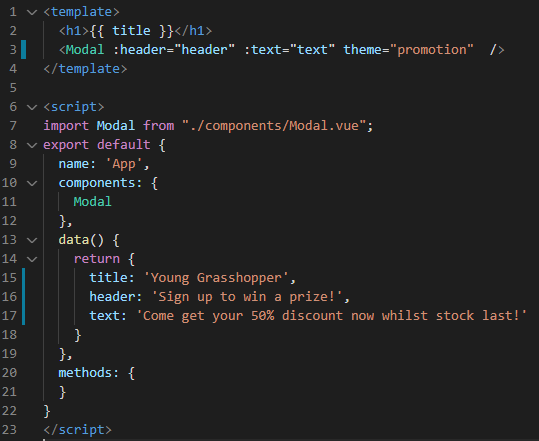 1 <template>
2   <h1>{{ title }}</h1>
3   <Modal :header="header" :text="text" theme="promotion"  />
4 </template>
5
6 <script>
7 import Modal from "./components/Modal.vue";
8 export default {
9   name: 'App',
10   components: {
11     Modal
12   },
13   data() {
14     return {
15       title: 'Young Grasshopper',
16       header: 'Sign up to win a prize!',
17       text: 'Come get your 50% discount now whilst stock last!'
18     }
19   },
20   methods: {
21   }
22 }
23 </script>